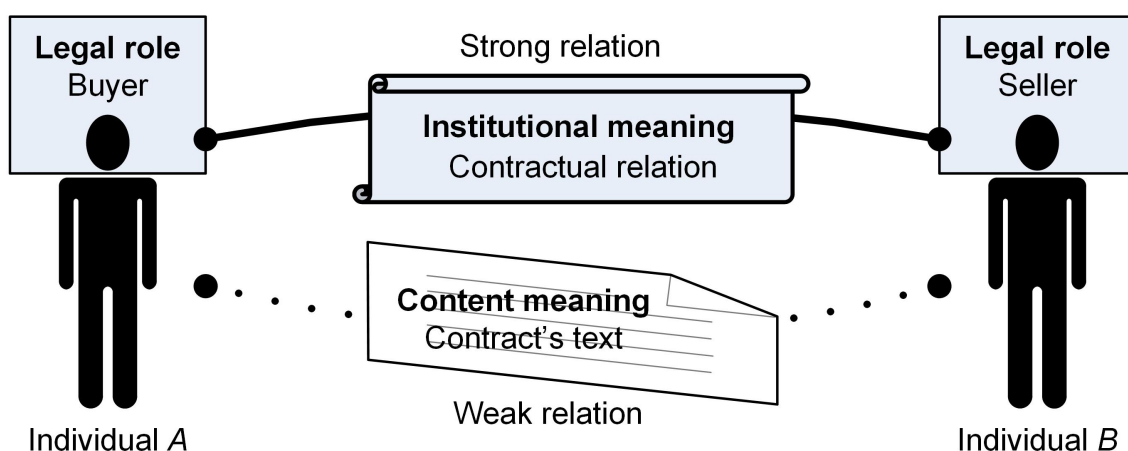 Legal role
Buyer
Strong relation
Legal role
Seller
Institutional meaning
Contractual relation
Content meaning
Contract's text
Weak relation
Individual A
Individual B